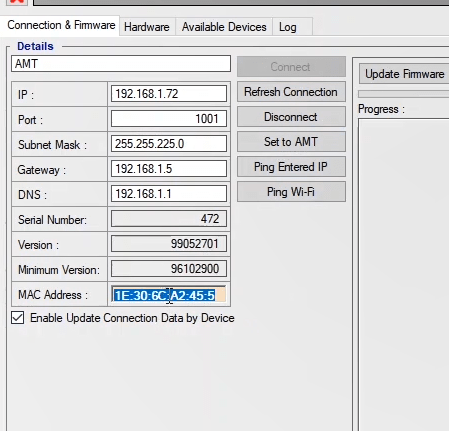 Connection & Firmware Hardware Available Devices Log
Details
AMT
Connect
Update Firmware
IP : 192.168.1.72
Refresh Connection
Progress :
Port : 1001
Disconnect
Subnet Mask : 255.255.225.0
Set to AMT
Gateway : 192.168.1.5
Ping Entered IP
DNS : 192.168.1.1
Ping Wi-Fi
Serial Number: 472
Version : 99052701
Minimum Version: 96102900
MAC Address : 1E:30:6C:A2:45:5
Enable Update Connection Data by Device